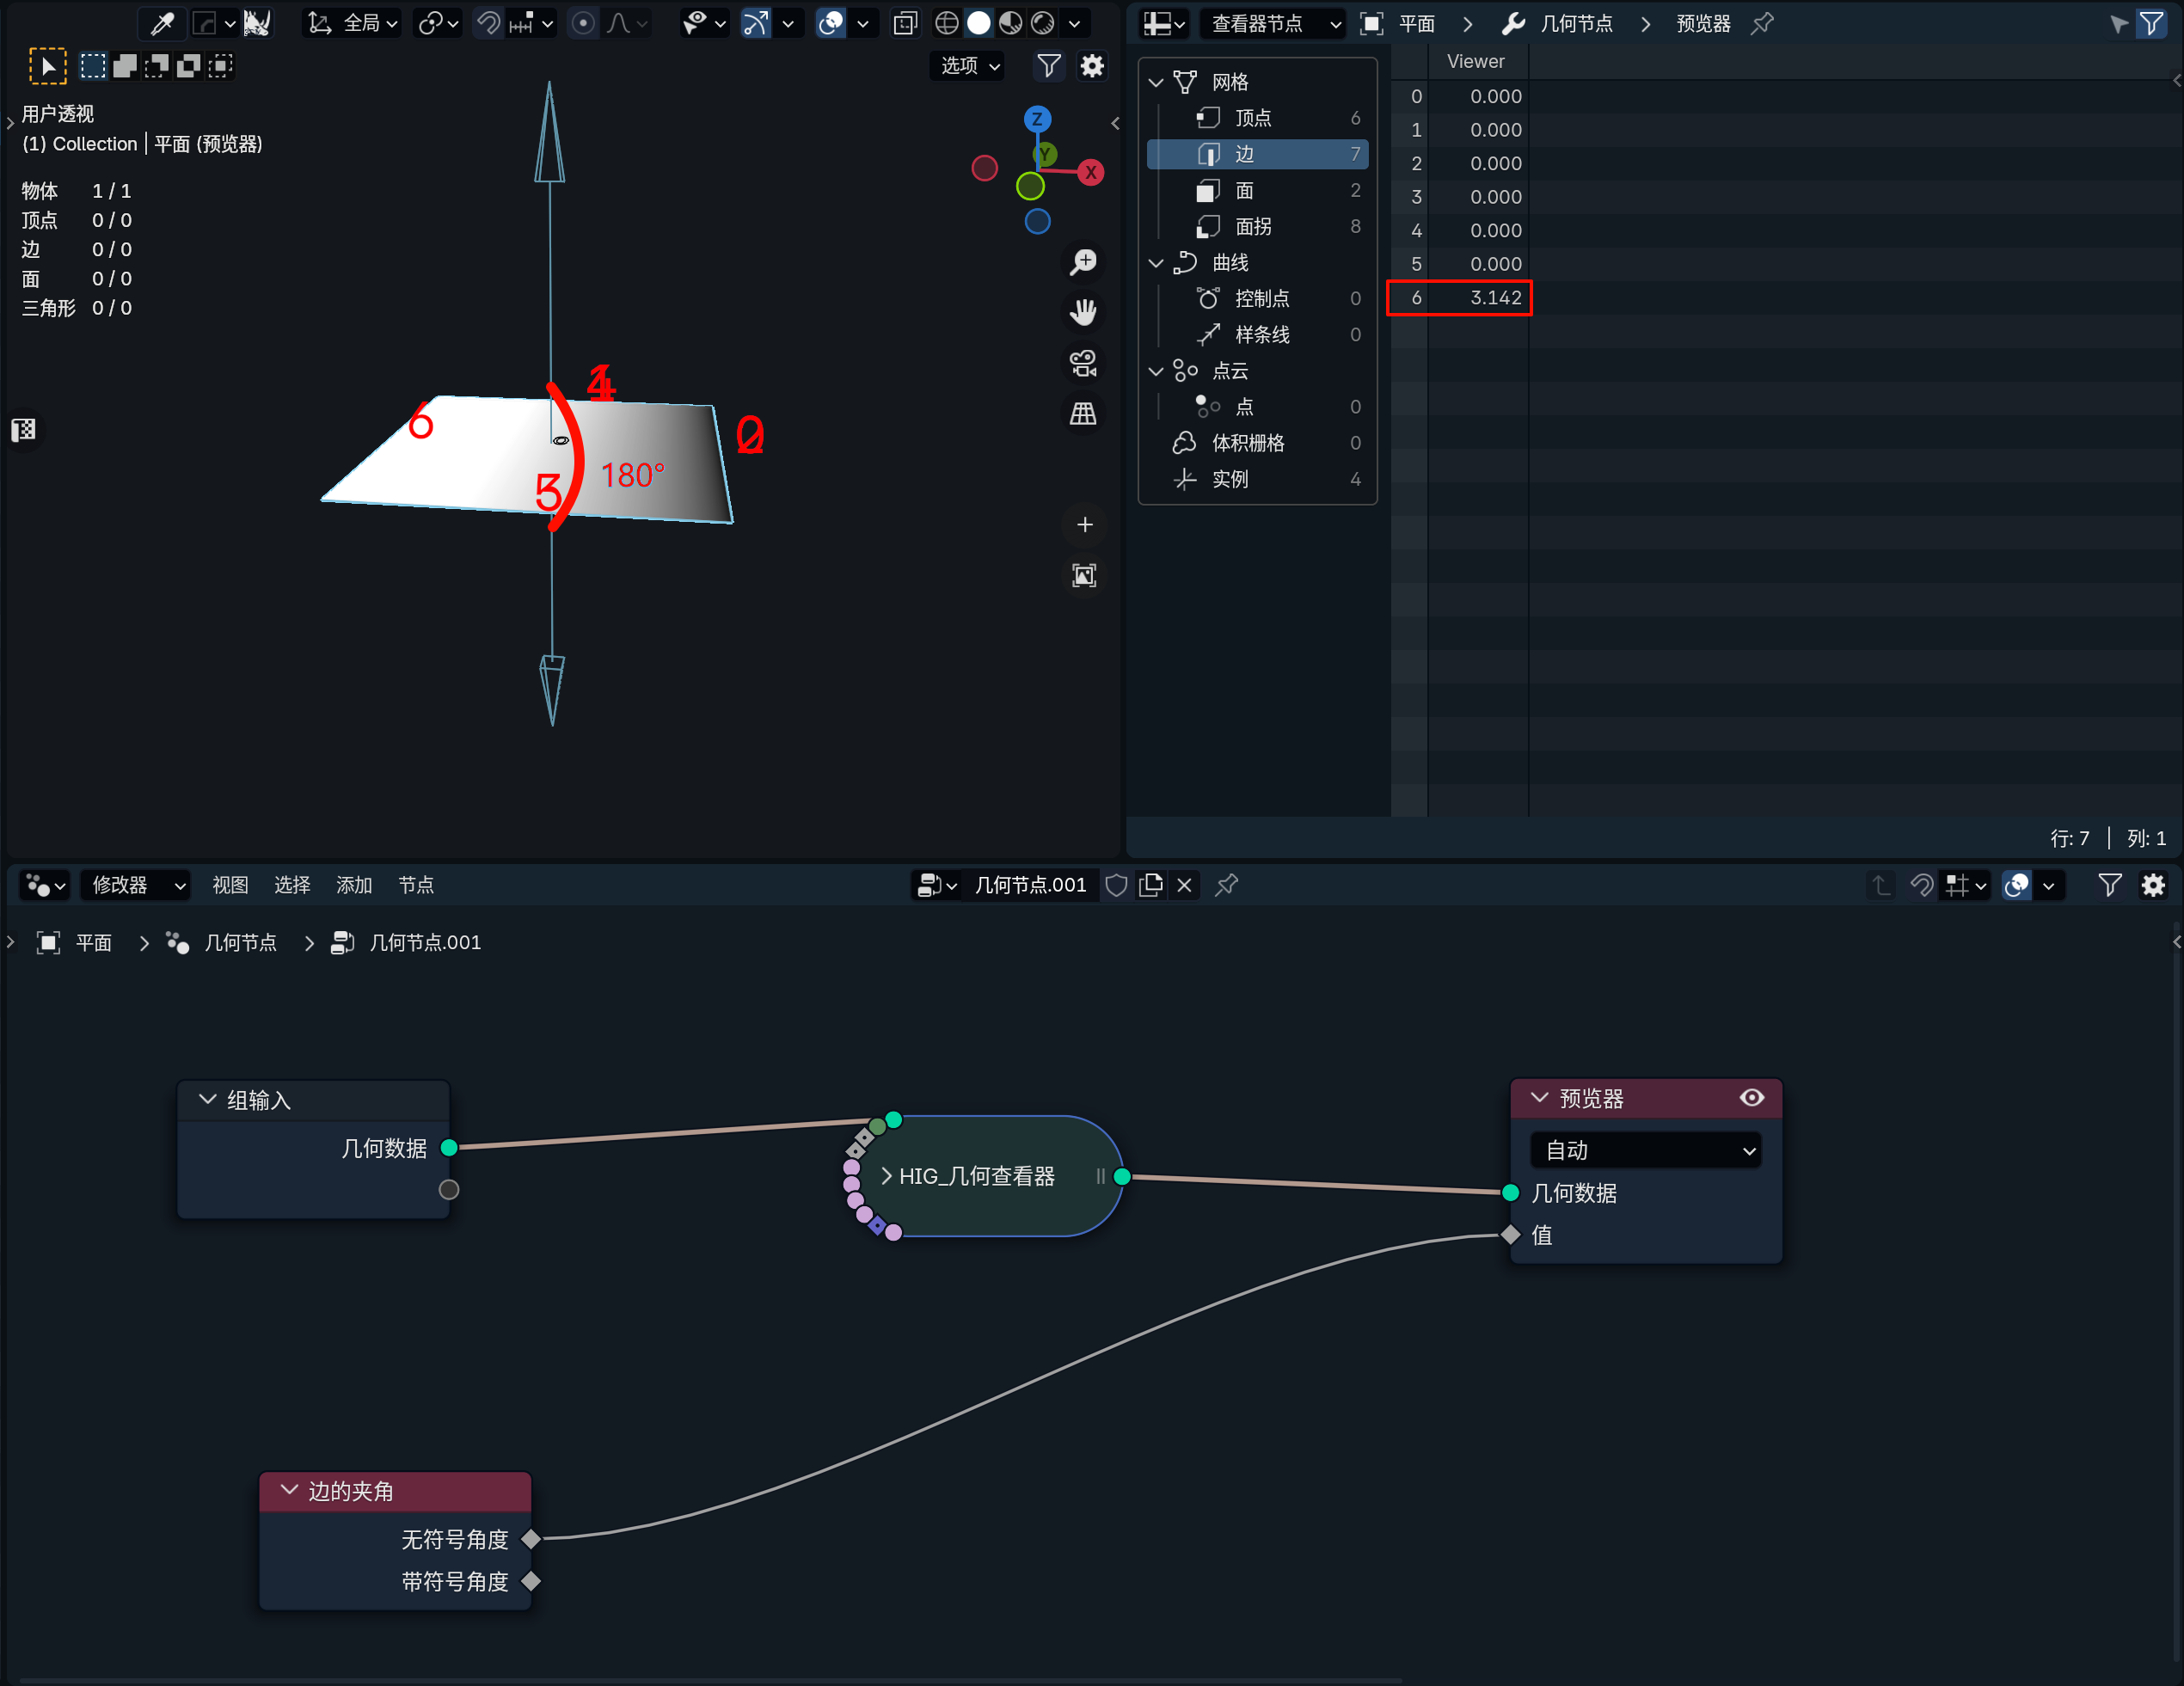 全局
选项
用户透视
(1) Collection | 平面 (预览器)
物体 1 / 1
顶点 0 / 0
边 0 / 0
面 0 / 0
三角形 0 / 0
Z
Y
X
6
5
180°
查看器节点
平面
几何节点
预览器
网格
顶点 6
边 7
面 2
面拐 8
曲线
控制点 0
样条线 0
点云
点 0
体积栅格 0
实例 4
Viewer
0 0.000
1 0.000
2 0.000
3 0.000
4 0.000
5 0.000
6 3.142
行: 7 | 列: 1
修改器
视图
选择
添加
节点
几何节点.001
平面
几何节点
几何节点.001
组输入
几何数据
HIG_几何查看器
预览器
自动
几何数据
值
边的夹角
无符号角度
带符号角度